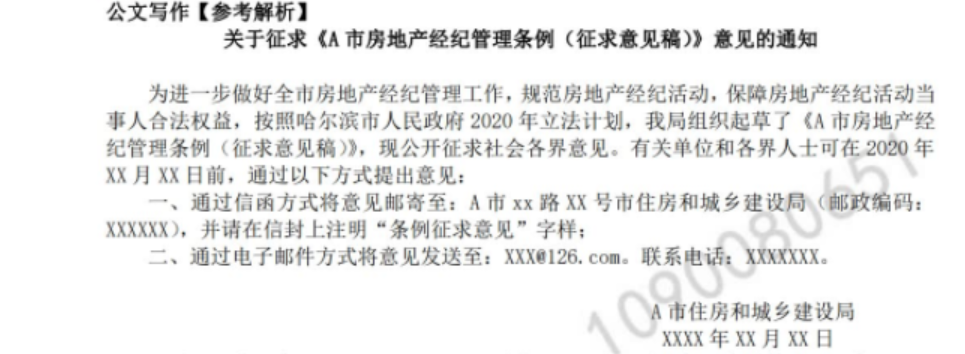 公文写作【参考解析】
关于征求《A 市房地产经纪管理条例（征求意见稿）》意见的通知
为进一步做好全市房地产经纪管理工作，规范房地产经纪活动，保障房地产经纪活动当
事人合法权益，按照哈尔滨市人民政府 2020 年立法计划，我局组织起草了《A 市房地产经
纪管理条例（征求意见稿）》，现公开征求社会各界意见。有关单位和各界人士可在 2020 年
XX 月 XX 日前，通过以下方式提出意见：
一、通过信函方式将意见邮寄至：A 市 xx 路 XX 号市住房和城乡建设局（邮政编码：
XXXXXX），并请在信封上注明“条例征求意见”字样；
二、通过电子邮件方式将意见发送至：XXX@126.com。联系电话：XXXXXXX。
A 市住房和城乡建设局
XXXX 年 XX 月 XX 日
1090080651